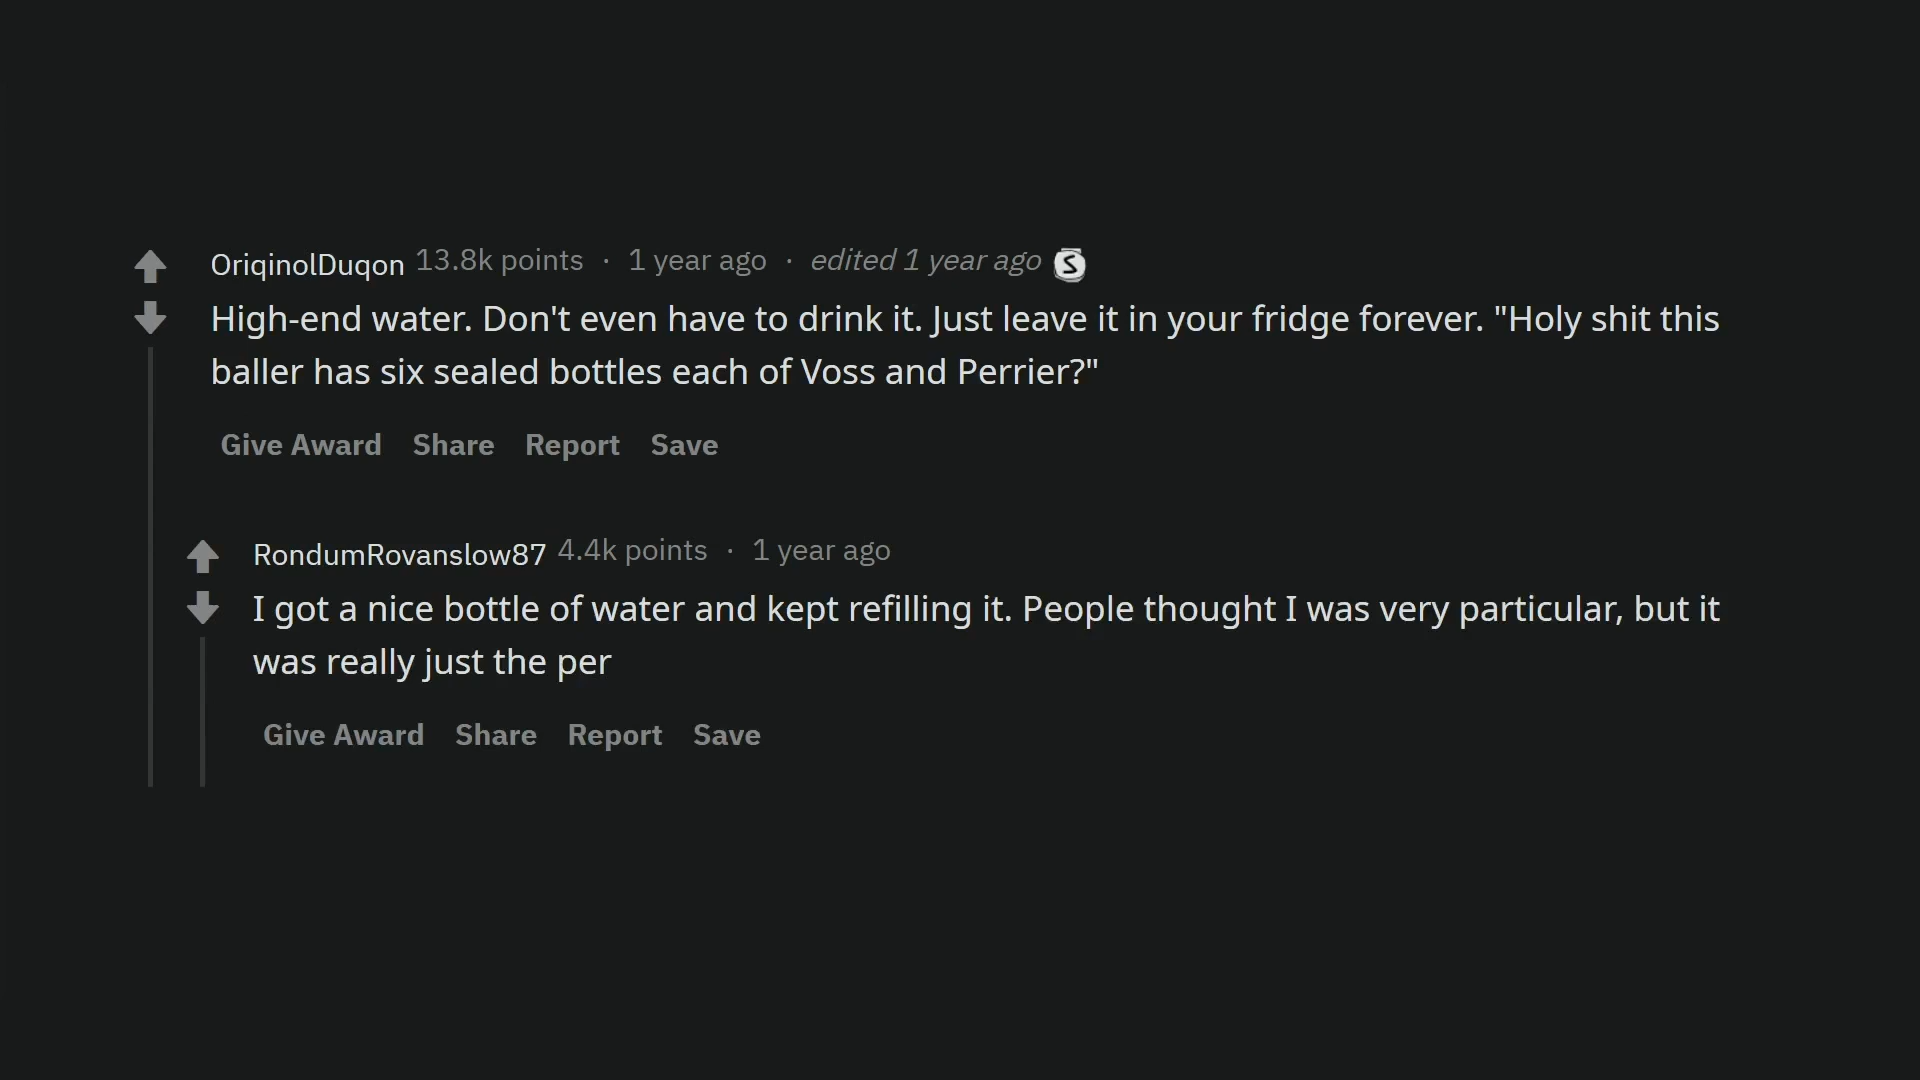 OriqinolDuqon 13.8k points · 1 year ago · edited 1 year ago S
High-end water. Don't even have to drink it. Just leave it in your fridge forever. "Holy shit this
baller has six sealed bottles each of Voss and Perrier?"
Give Award Share Report Save
RondumRovanslow87 4.4k points · 1 year ago
I got a nice bottle of water and kept refilling it. People thought I was very particular, but it
was really just the per
Give Award Share Report Save